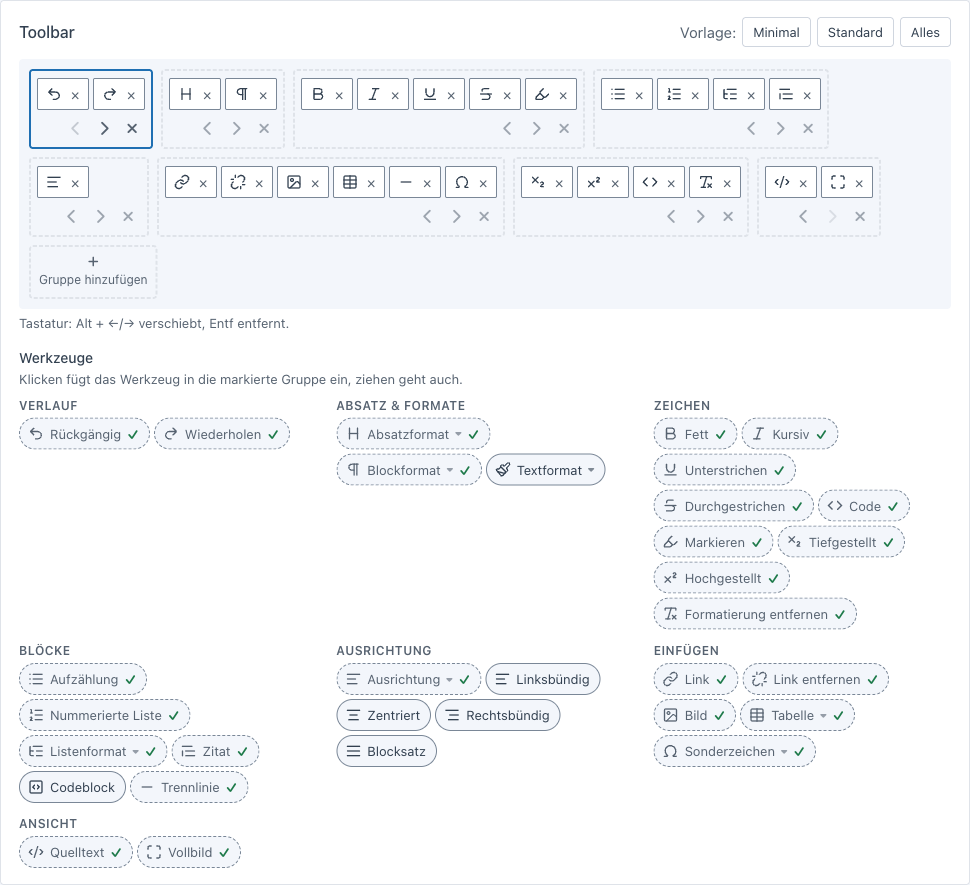 Toolbar
Vorlage: Minimal Standard Alles
Gruppe hinzufügen
Tastatur: Alt + ←/→ verschiebt, Entf entfernt.
Werkzeuge
Klicken fügt das Werkzeug in die markierte Gruppe ein, ziehen geht auch.
VERLAUF
Rückgängig Wiederholen
ABSATZ & FORMATE
Absatzformat
Blockformat Textformat
ZEICHEN
Fett Kursiv
Unterstrichen
Durchgestrichen Code
Markieren Tiefgestellt
Hochgestellt
Formatierung entfernen
BLÖCKE
Aufzählung
Nummerierte Liste
Listenformat Zitat
Codeblock Trennlinie
AUSRICHTUNG
Ausrichtung Linksbündig
Zentriert Rechtsbündig
Blocksatz
EINFÜGEN
Link Link entfernen
Bild Tabelle
Sonderzeichen
ANSICHT
Quelltext Vollbild